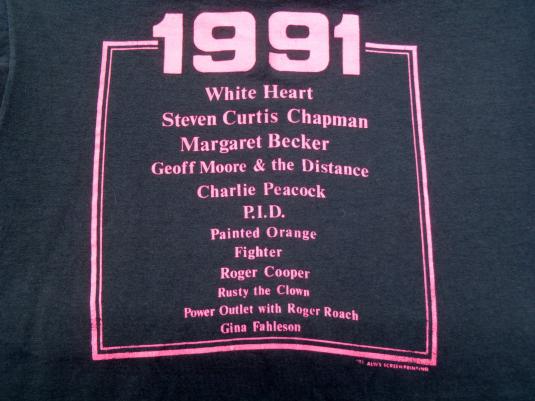 1991
White Heart
Steven Curtis Chapman
Margaret Becker
Geoff Moore & the Distance
Charlie Peacock
P.I.D.
Painted Orange
Fighter
Roger Cooper
Rusty the Clown
Power Outlet with Roger Roach
Gina Fahleson
SCREENPRINTING